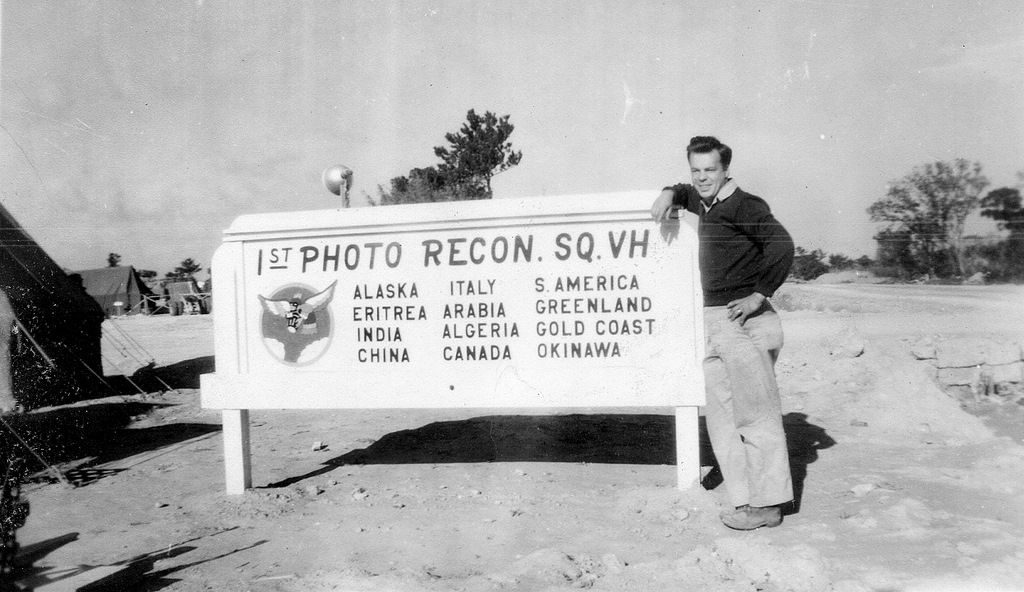 1ST PHOTO RECON. SQ. VH
ALASKA ITALY S. AMERICA
ERITREA ARABIA GREENLAND
INDIA ALGERIA GOLD COAST
CHINA CANADA OKINAWA